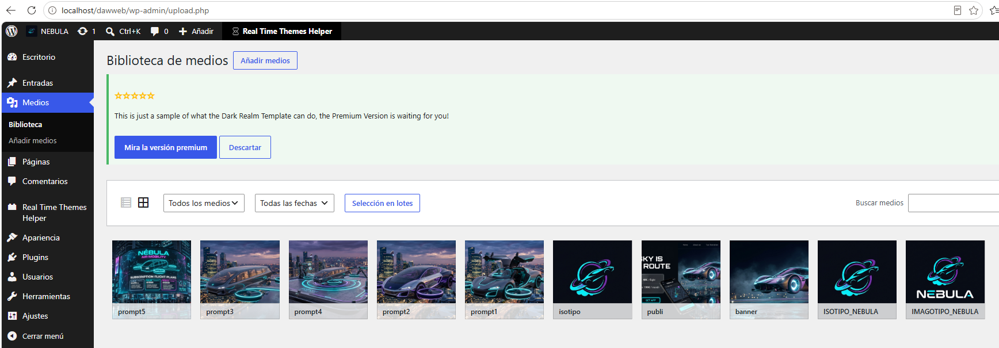 localhost/dawweb/wp-admin/upload.php
NEBULA 1 Ctrl+K 0 Añadir Real Time Themes Helper
Escritorio
Entradas
Medios
Biblioteca
Añadir medios
Páginas
Comentarios
Real Time Themes
Helper
Apariencia
Plugins
Usuarios
Herramientas
Ajustes
Cerrar menú
Biblioteca de medios Añadir medios
This is just a sample of what the Dark Realm Template can do, the Premium Version is waiting for you!
Mira la versión premium Descartar
Todos los medios Todas las fechas Selección en lotes Buscar medios
NÉBULA
AIR MOBILITY
SUBSCRIPTION FLIGHT PLANS
SKY IS
ROUTE
GET APP
NEBULA
prompt5 prompt3 prompt4 prompt2 prompt1 isotipo publi banner ISOTIPO_NEBULA IMAGOTIPO_NEBULA